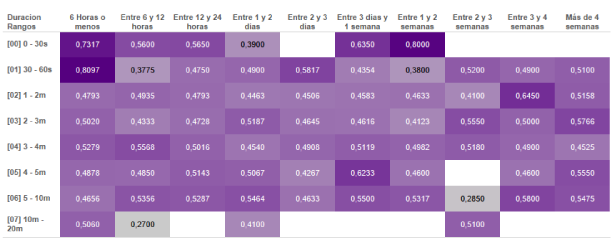 Duracion Rangos 6 Horas o menos Entre 6 y 12 horas Entre 12 y 24 horas Entre 1 y 2 días Entre 2 y 3 días Entre 3 días y 1 semana Entre 1 y 2 semanas Entre 2 y 3 semanas Entre 3 y 4 semanas Más de 4 semanas
[00] 0 - 30s 0,7317 0,5600 0,5650 0,3900 0,6350 0,8000
[01] 30 - 60s 0,8097 0,3775 0,4750 0,4900 0,5817 0,4354 0,3800 0,5200 0,4900 0,5100
[02] 1 - 2m 0,4793 0,4935 0,4793 0,4463 0,4506 0,4583 0,4633 0,4100 0,6450 0,5158
[03] 2 - 3m 0,5020 0,4333 0,4728 0,5187 0,4645 0,4616 0,4123 0,5550 0,5000 0,5766
[04] 3 - 4m 0,5279 0,5568 0,5016 0,4540 0,4908 0,5119 0,4982 0,5180 0,4900 0,4525
[05] 4 - 5m 0,4878 0,4850 0,5143 0,5067 0,4267 0,6233 0,4600 0,4600 0,5550
[06] 5 - 10m 0,4656 0,5356 0,5287 0,5464 0,4633 0,5500 0,5317 0,2850 0,5800 0,5475
[07] 10m - 20m 0,5060 0,2700 0,4100 0,5100